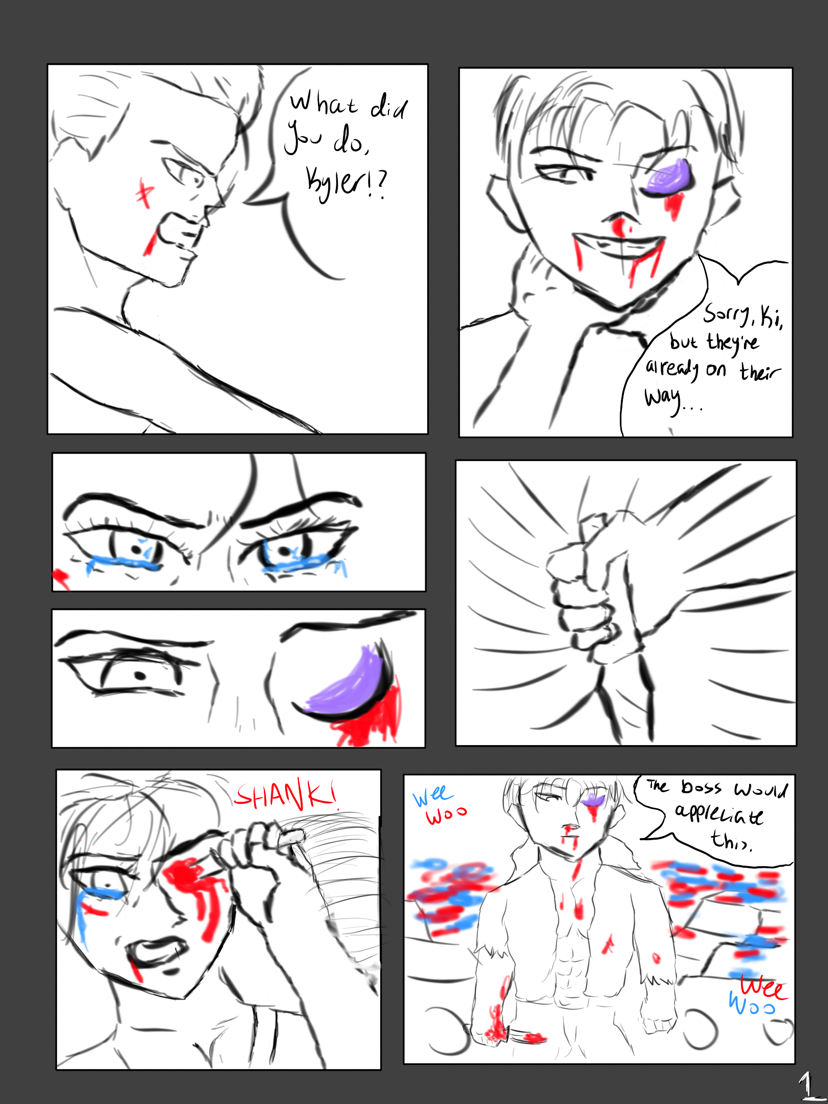 What did
You do,
Kyler!?
Sorry, Ki,
but they're
already on their
way...
SHANK!
Wee
Woo
The boss would
appleciate
this.
Wee
Woo
1